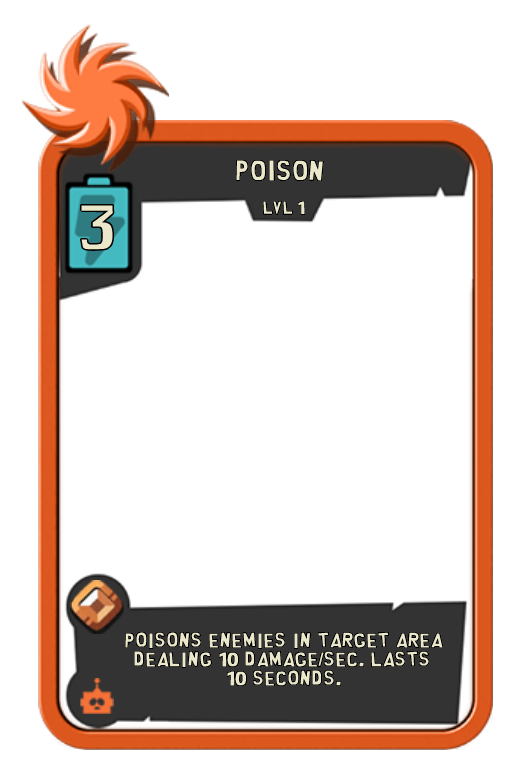 POISON
LVL 1
3
POISONS ENEMIES IN TARGET AREA
DEALING 10 DAMAGE/SEC. LASTS
10 SECONDS.